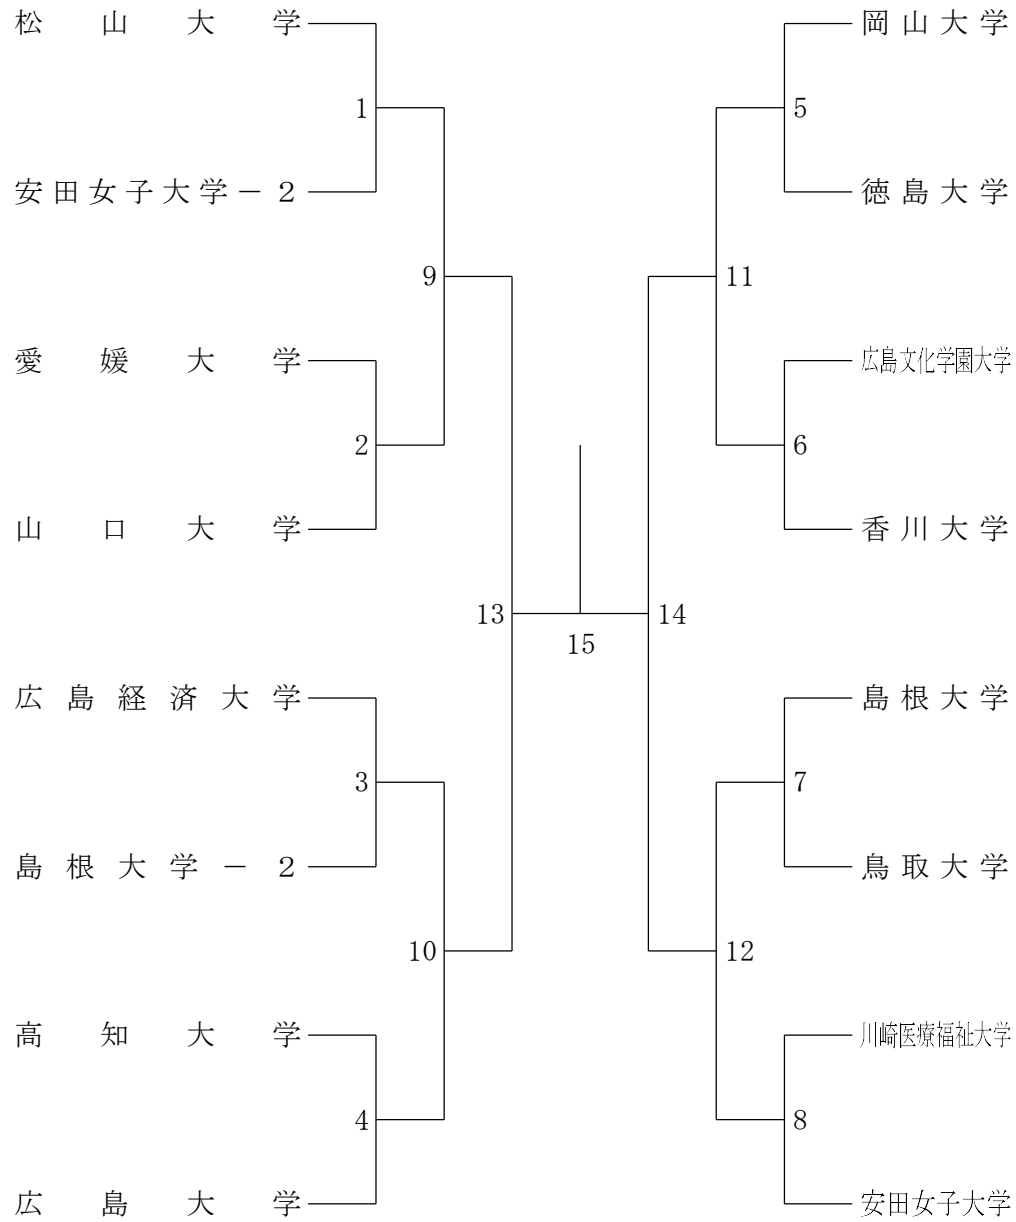 松山大学
岡山大学
1
5
安田女子大学－２
徳島大学
9
11
愛媛大学
広島文化学園大学
2
6
山口大学
香川大学
13
14
15
広島経済大学
島根大学
3
7
島根大学－２
鳥取大学
10
12
高知大学
川崎医療福祉大学
4
8
広島大学
安田女子大学